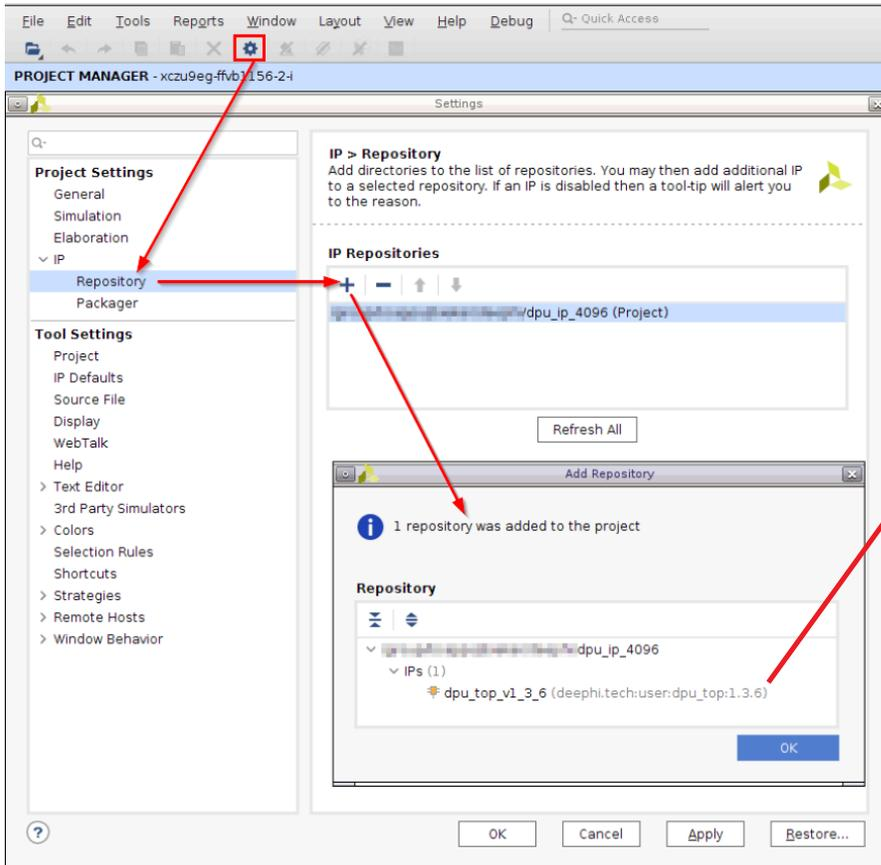 File Edit Tools Reports Window Layout View Help Debug Q- Quick Access
PROJECT MANAGER - xczu9eg-ffvb1156-2-i
Settings
Q-
Project Settings
General
Simulation
Elaboration
IP
Repository
Packager
Tool Settings
Project
IP Defaults
Source File
Display
WebTalk
Help
Text Editor
3rd Party Simulators
Colors
Selection Rules
Shortcuts
Strategies
Remote Hosts
Window Behavior
IP > Repository
Add directories to the list of repositories. You may then add additional IP
to a selected repository. If an IP is disabled then a tool-tip will alert you
to the reason.
IP Repositories
/dpu_ip_4096 (Project)
Refresh All
Add Repository
1 repository was added to the project
Repository
dpu_ip_4096
IPs (1)
dpu_top_v1_3_6 (deephi.tech:user:dpu_top:1.3.6)
OK
? OK Cancel Apply Restore...